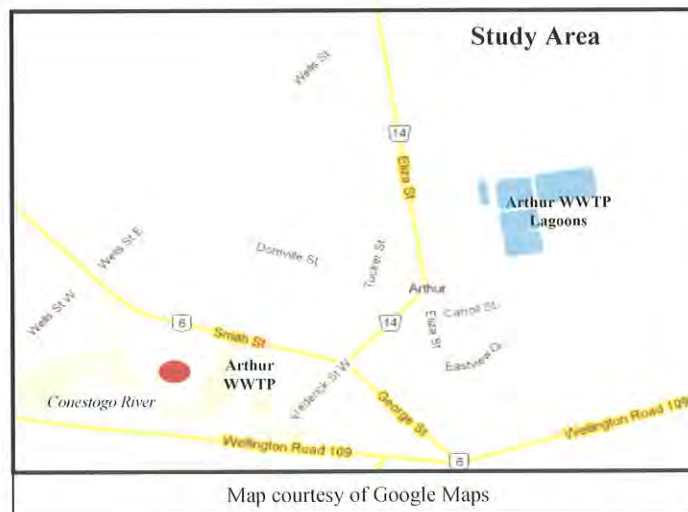 Study Area
Wells St
14
Eliza St
Arthur WWTP
Lagoons
Wells St E
Domville St
Tucker St
Arthur
Wells St W
6
Smith St
14
Eliza St
Carroll St
Eastview Dr
Arthur
WWTP
Frederick St W
Conestogo River
George St
Wellington Road 109
Wellington Road 109
6
Map courtesy of Google Maps